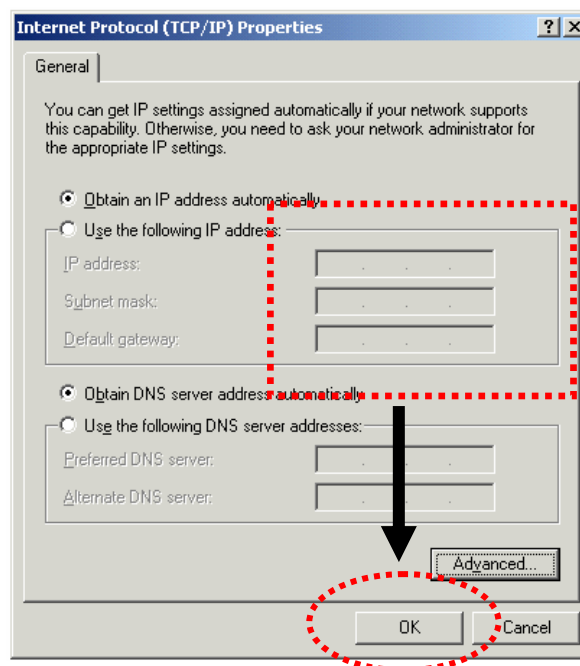 Internet Protocol (TCP/IP) Properties
General
You can get IP settings assigned automatically if your network supports
this capability. Otherwise, you need to ask your network administrator for
the appropriate IP settings.
Obtain an IP address automatically
Use the following IP address:
IP address:
Subnet mask:
Default gateway:
Obtain DNS server address automatically
Use the following DNS server addresses:
Preferred DNS server:
Alternate DNS server:
Advanced...
OK Cancel